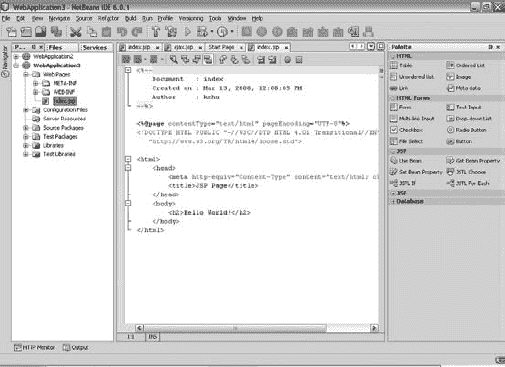 WebApplication3 - NetBeans IDE 6.0.1
File Edit Navigate Source Refactor Build Run Profile Versioning Tools Window Help
P... Files Services
index.jsp ajax.jsp Start Page index.jsp
Navigator
WebApplication2
WebApplication3
Web Pages
META-INF
WEB-INF
index.jsp
Configuration Files
Server Resources
Source Packages
Test Packages
Libraries
Test Libraries
<%--
Document : index
Created on : Mar 13, 2008, PM
Author :
--%>
<%@page contentType="text/html" pageEncoding="UTF-8"%>
<!DOCTYPE HTML PUBLIC "-//W3C//DTD HTML 4.01 Transitional//EN"
"http://www.w3.org/TR/html4/loose.dtd">
<html>
<head>
<meta http-equiv="Content-Type" content="text/html;
<title>JSP Page</title>
</head>
<body>
<h2>Hello World!</h2>
</body>
</html>
INS
Palette
HTML
Table Ordered List
Unordered List Image
Link Meta data
HTML Forms
Form Text Input
Multi-line Input Drop-down List
Checkbox Radio Button
File Select Button
JSP
Use Bean Get Bean Property
Set Bean Property JSTL Choose
JSTL If JSTL For Each
JSF
Database
HTTP Monitor Output